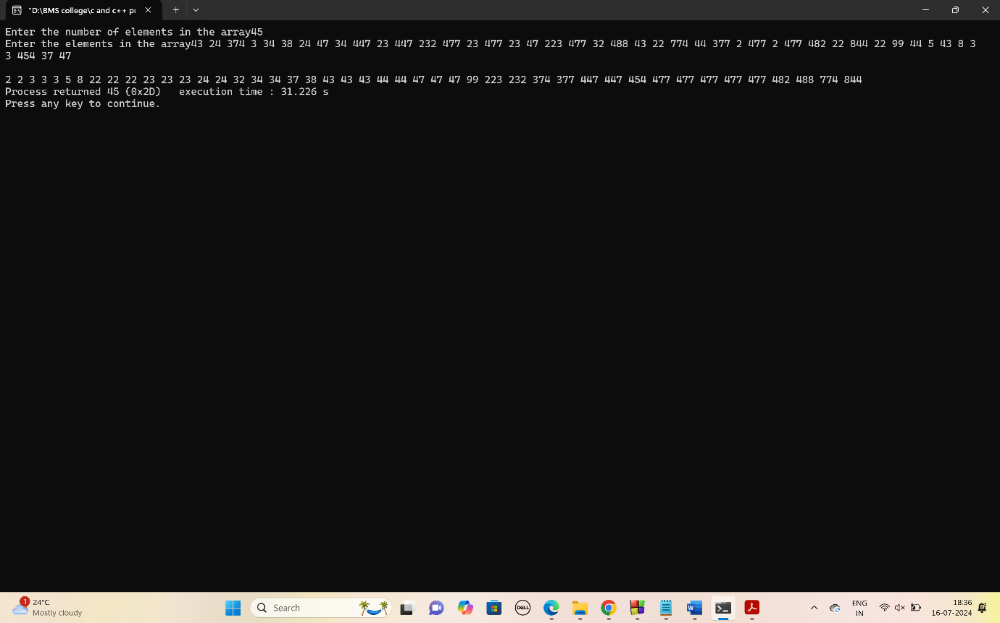 "D:\BMS college\c and c++ pr
Enter the number of elements in the array45
Enter the elements in the array43 24 374 3 34 38 24 47 34 447 23 447 232 477 23 477 23 47 223 477 32 488 43 22 774 44 377 2 477 2 477 482 22 844 22 99 44 5 43 8 3
3 454 37 47
2 2 3 3 3 5 8 22 22 22 23 23 23 24 24 32 34 34 37 38 43 43 43 44 44 47 47 47 99 223 232 374 377 447 447 454 477 477 477 477 477 482 488 774 844
Process returned 45 (0x2D)   execution time : 31.226 s
Press any key to continue.
1
24°C
Mostly cloudy
Search
DELL
W
ENG
IN
18:36
16-07-2024